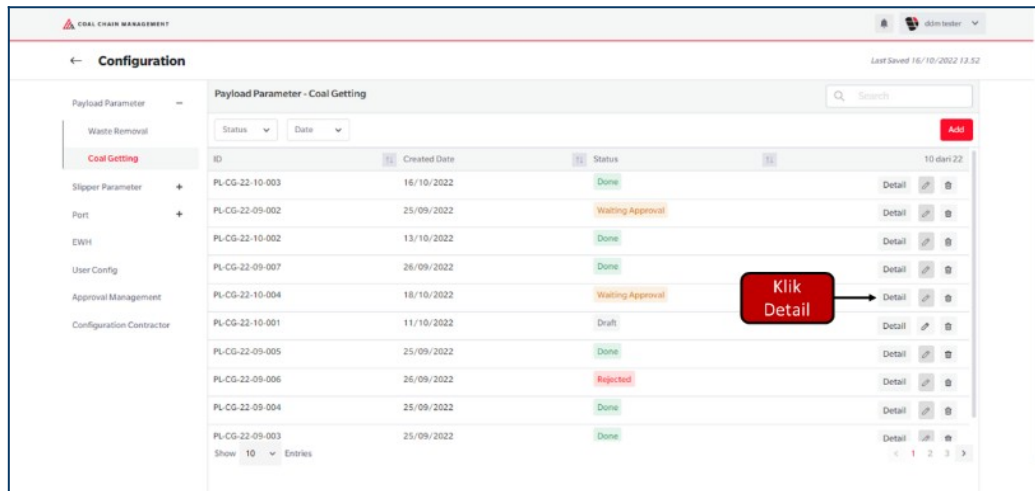 COAL CHAIN MANAGEMENT
ddm tester
← Configuration
Last Saved 16/10/2022 13.52
Payload Parameter −
Waste Removal
Coal Getting
Slipper Parameter +
Port +
EWH
User Config
Approval Management
Configuration Contractor
Payload Parameter - Coal Getting
Search
Status Date
Add
ID Created Date Status 10 dari 22
PL-CG-22-10-003 16/10/2022 Done Detail
PL-CG-22-09-002 25/09/2022 Waiting Approval Detail
PL-CG-22-10-002 13/10/2022 Done Detail
PL-CG-22-09-007 26/09/2022 Done Detail
PL-CG-22-10-004 18/10/2022 Waiting Approval Detail
Klik
Detail
PL-CG-22-10-001 11/10/2022 Draft Detail
PL-CG-22-09-005 25/09/2022 Done Detail
PL-CG-22-09-006 26/09/2022 Rejected Detail
PL-CG-22-09-004 25/09/2022 Done Detail
PL-CG-22-09-003 25/09/2022 Done Detail
Show 10 Entries
< 1 2 3 >